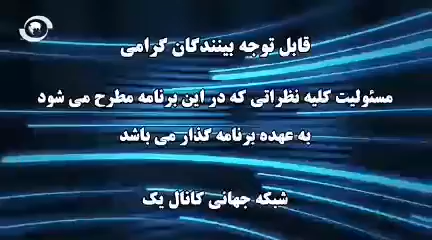 قابل توجه بینندگان گرامی
مسئولیت کلیه نظراتی که در این برنامه مطرح می شود
به عهده برنامه گذار می باشد
شبکه جهانی کانال یک